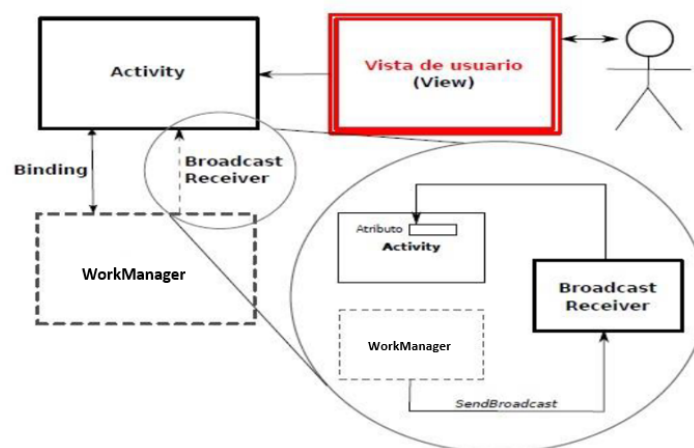 Activity
Vista de usuario
(View)
Binding
Broadcast
Receiver
WorkManager
Atributo
Activity
Broadcast
Receiver
WorkManager
SendBroadcast